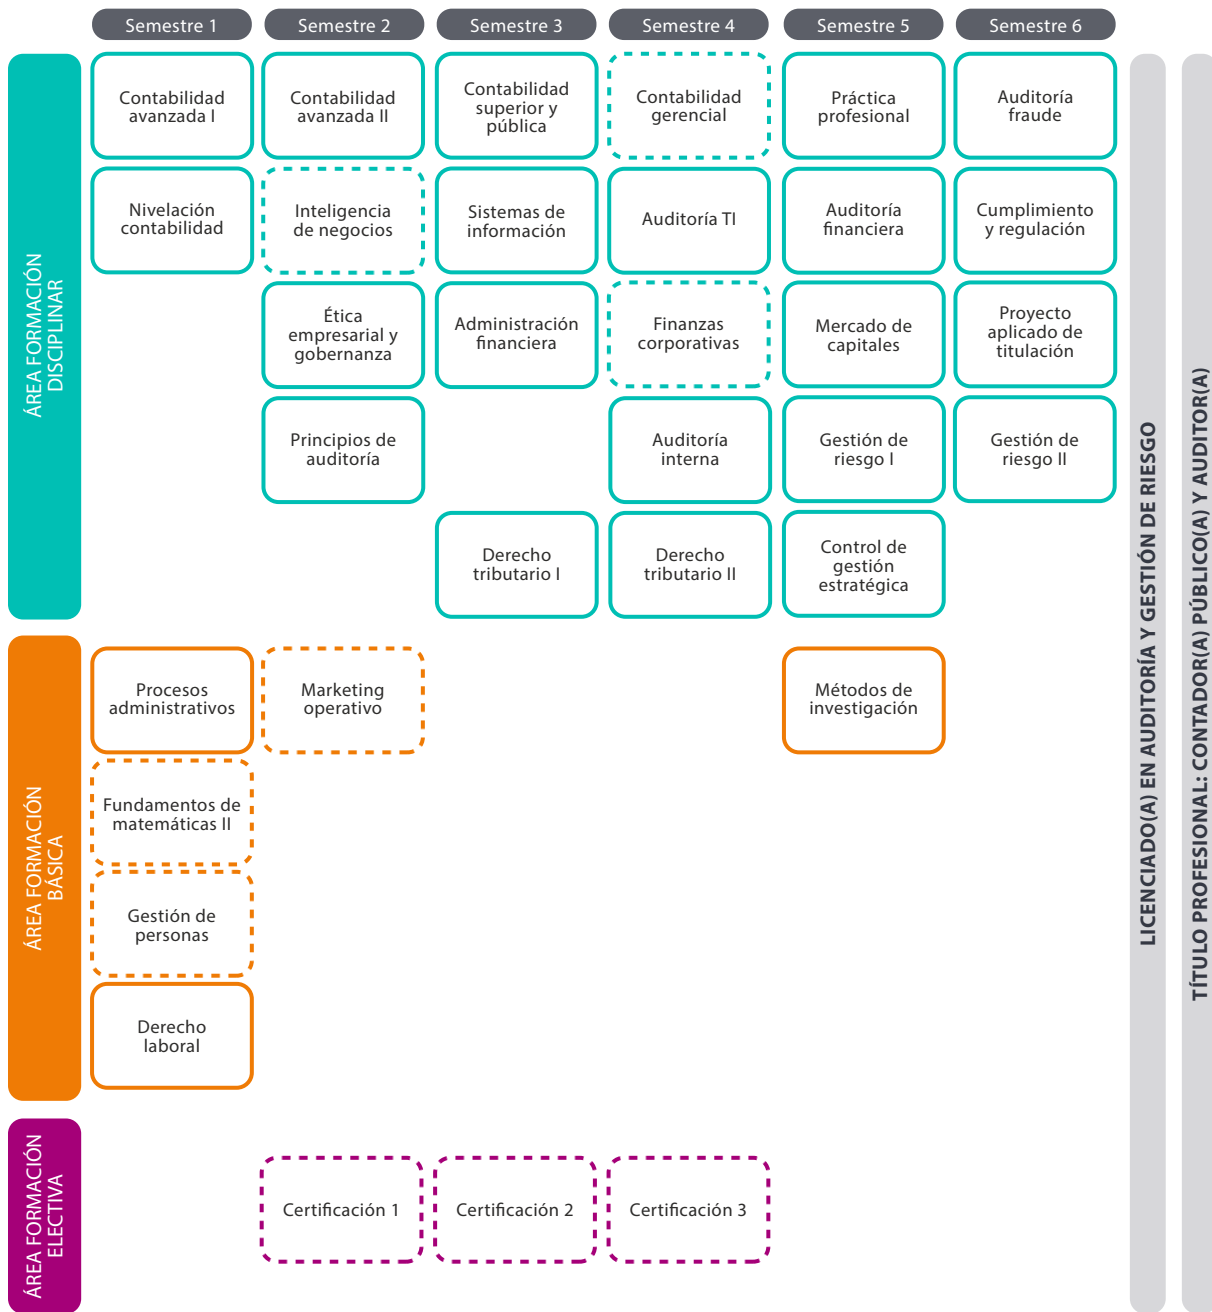 Semestre 1
Semestre 2
Semestre 3
Semestre 4
Semestre 5
Semestre 6
ÁREA FORMACIÓN
DISCIPLINAR
Contabilidad
avanzada I
Contabilidad
avanzada II
Contabilidad
superior y
pública
Contabilidad
gerencial
Práctica
profesional
Auditoría
fraude
Nivelación
contabilidad
Inteligencia
de negocios
Sistemas de
información
Auditoría TI
Auditoría
financiera
Cumplimiento
y regulación
Ética
empresarial y
gobernanza
Administración
financiera
Finanzas
corporativas
Mercado de
capitales
Proyecto
aplicado de
titulación
Principios de
auditoría
Auditoría
interna
Gestión de
riesgo I
Gestión de
riesgo II
Derecho
tributario I
Derecho
tributario II
Control de
gestión
estratégica
ÁREA FORMACIÓN
BÁSICA
Procesos
administrativos
Marketing
operativo
Métodos de
investigación
Fundamentos de
matemáticas II
Gestión de
personas
Derecho
laboral
ÁREA FORMACIÓN
ELECTIVA
Certificación 1
Certificación 2
Certificación 3
LICENCIADO(A) EN AUDITORÍA Y GESTIÓN DE RIESGO
TÍTULO PROFESIONAL: CONTADOR(A) PÚBLICO(A) Y AUDITOR(A)